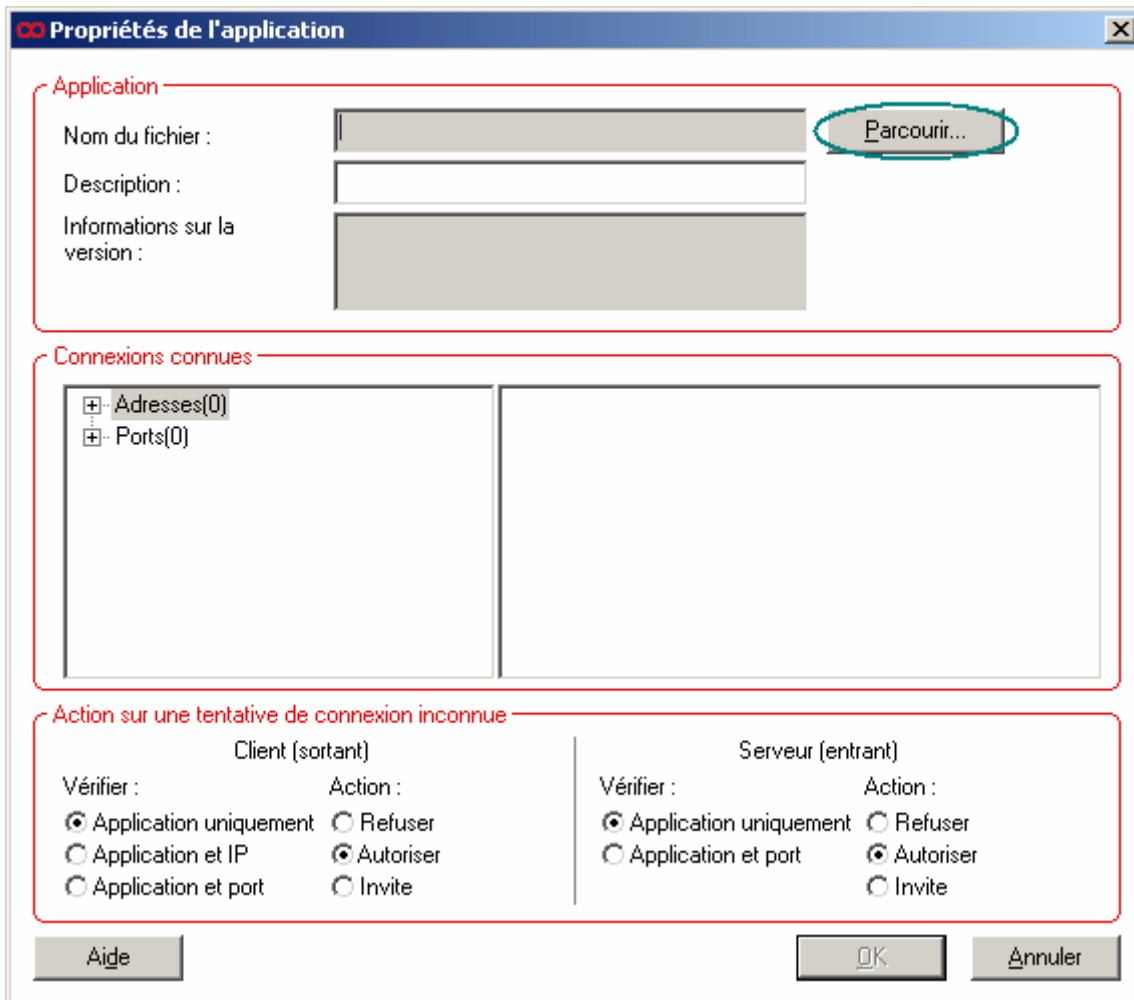 Propriétés de l'application
Application
Nom du fichier :
Parcourir...
Description :
Informations sur la
version :
Connexions connues
Adresses(0)
Ports(0)
Action sur une tentative de connexion inconnue
Client (sortant)
Serveur (entrant)
Vérifier :
Action :
Vérifier :
Action :
Application uniquement
Refuser
Application uniquement
Refuser
Application et IP
Autoriser
Application et port
Autoriser
Application et port
Invite
Invite
Aide
OK
Annuler